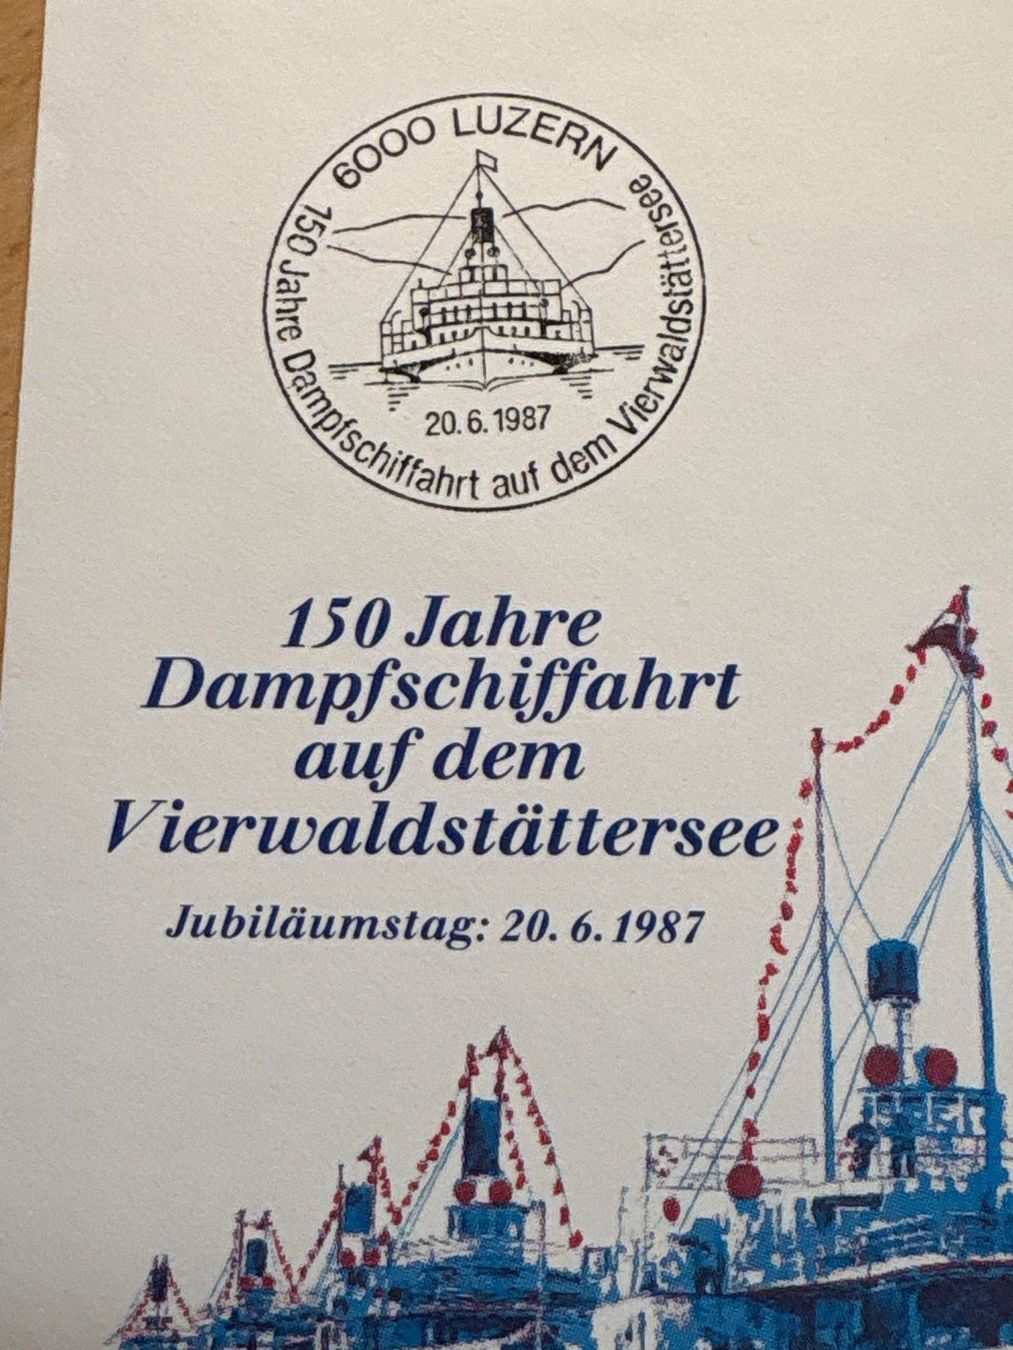 6000 LUZERN
150 Jahre Dampfschiffahrt auf dem Vierwaldstättersee
20.6.1987
150 Jahre
Dampfschiffahrt
auf dem
Vierwaldstättersee
Jubiläumstag: 20. 6. 1987